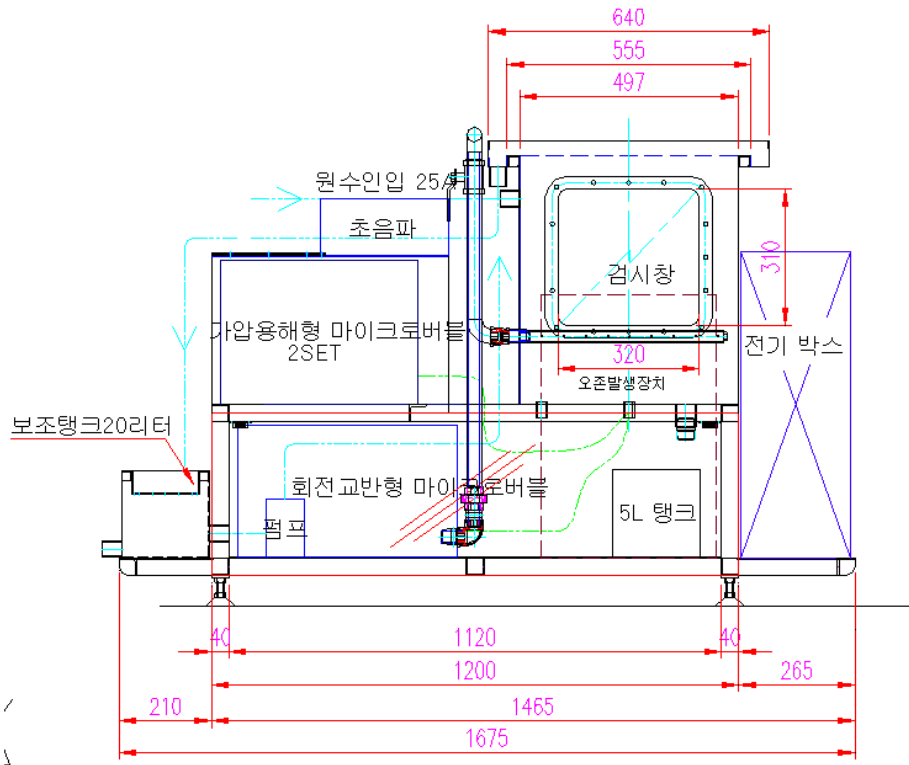 640
555
497
원수인입 25A
초음파
310
검시창
가압용해형 마이크로버블
2SET
전기 박스
320
오존발생장치
보조탱크20리터
회전교반형 마이크로버블
5L 탱크
펌프
40
1120
40
1200
265
210
1465
1675